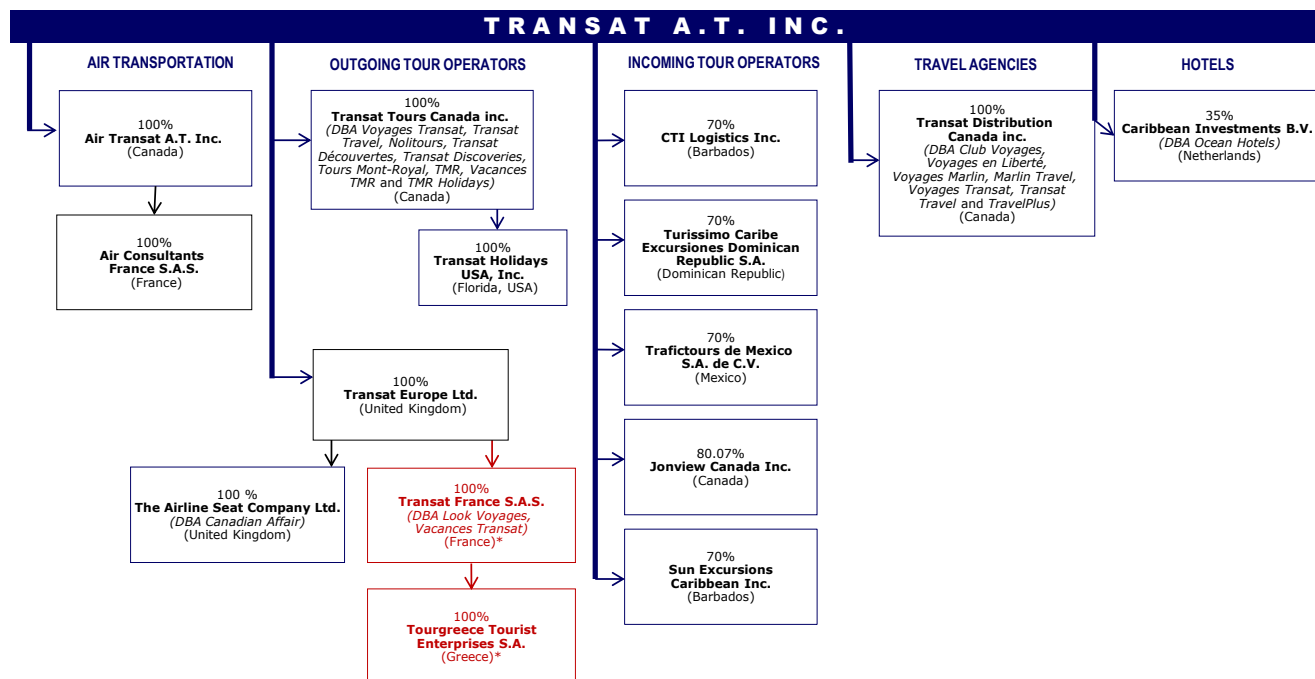 TRANSAT A.T. INC.
AIR TRANSPORTATION
100%
Air Transat A.T. Inc.
(Canada)
100%
Air Consultants
France S.A.S.
(France)
OUTGOING TOUR OPERATORS
100%
Transat Tours Canada inc.
(DBA Voyages Transat, Transat
Travel, Nolitours, Transat
Découvertes, Transat Discoveries,
Tours Mont-Royal, TMR, Vacances
TMR and TMR Holidays)
(Canada)
100%
Transat Holidays
USA, Inc.
(Florida, USA)
100%
Transat Europe Ltd.
(United Kingdom)
100 %
The Airline Seat Company Ltd.
(DBA Canadian Affair)
(United Kingdom)
100%
Transat France S.A.S.
(DBA Look Voyages,
Vacances Transat)
(France)*
100%
Tourgreece Tourist
Enterprises S.A.
(Greece)*
INCOMING TOUR OPERATORS
70%
CTI Logistics Inc.
(Barbados)
70%
Turissimo Caribe
Excursiones Dominican
Republic S.A.
(Dominican Republic)
70%
Trafictours de Mexico
S.A. de C.V.
(Mexico)
80.07%
Jonview Canada Inc.
(Canada)
70%
Sun Excursions
Caribbean Inc.
(Barbados)
TRAVEL AGENCIES
100%
Transat Distribution
Canada inc.
(DBA Club Voyages,
Voyages en Liberté,
Voyages Marlin, Marlin Travel,
Voyages Transat, Transat
Travel and TravelPlus)
(Canada)
HOTELS
35%
Caribbean Investments B.V.
(DBA Ocean Hotels)
(Netherlands)